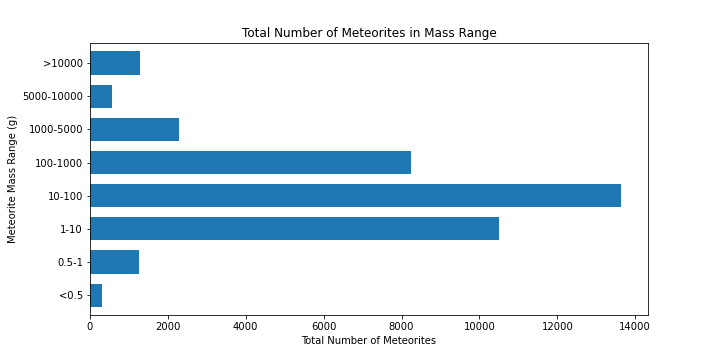 Total Number of Meteorites in Mass Range
Meteorite Mass Range (g)
>10000
5000-10000
1000-5000
100-1000
10-100
1-10
0.5-1
<0.5
0 2000 4000 6000 8000 10000 12000 14000
Total Number of Meteorites